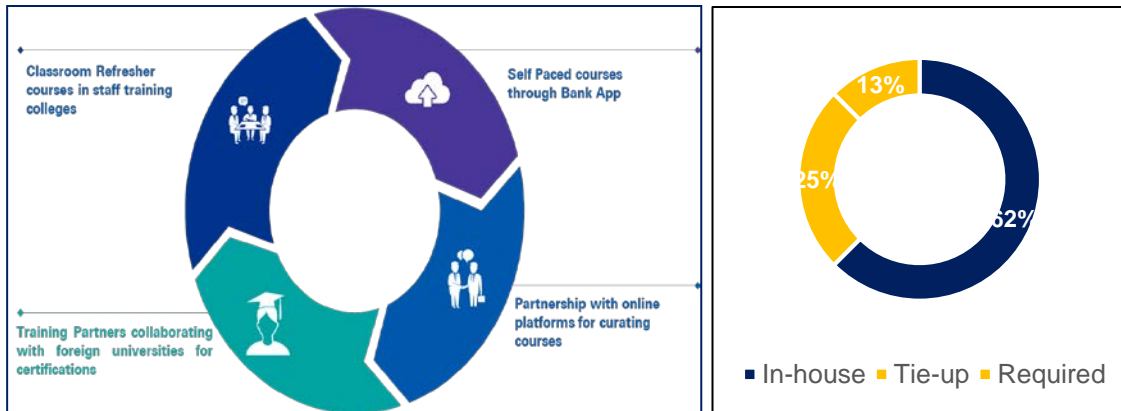 Classroom Refresher
courses in staff training
colleges
Self Paced courses
through Bank App
Training Partners collaborating
with foreign universities for
certifications
Partnership with online
platforms for curating
courses
13%
25%
62%
In-house
Tie-up
Required